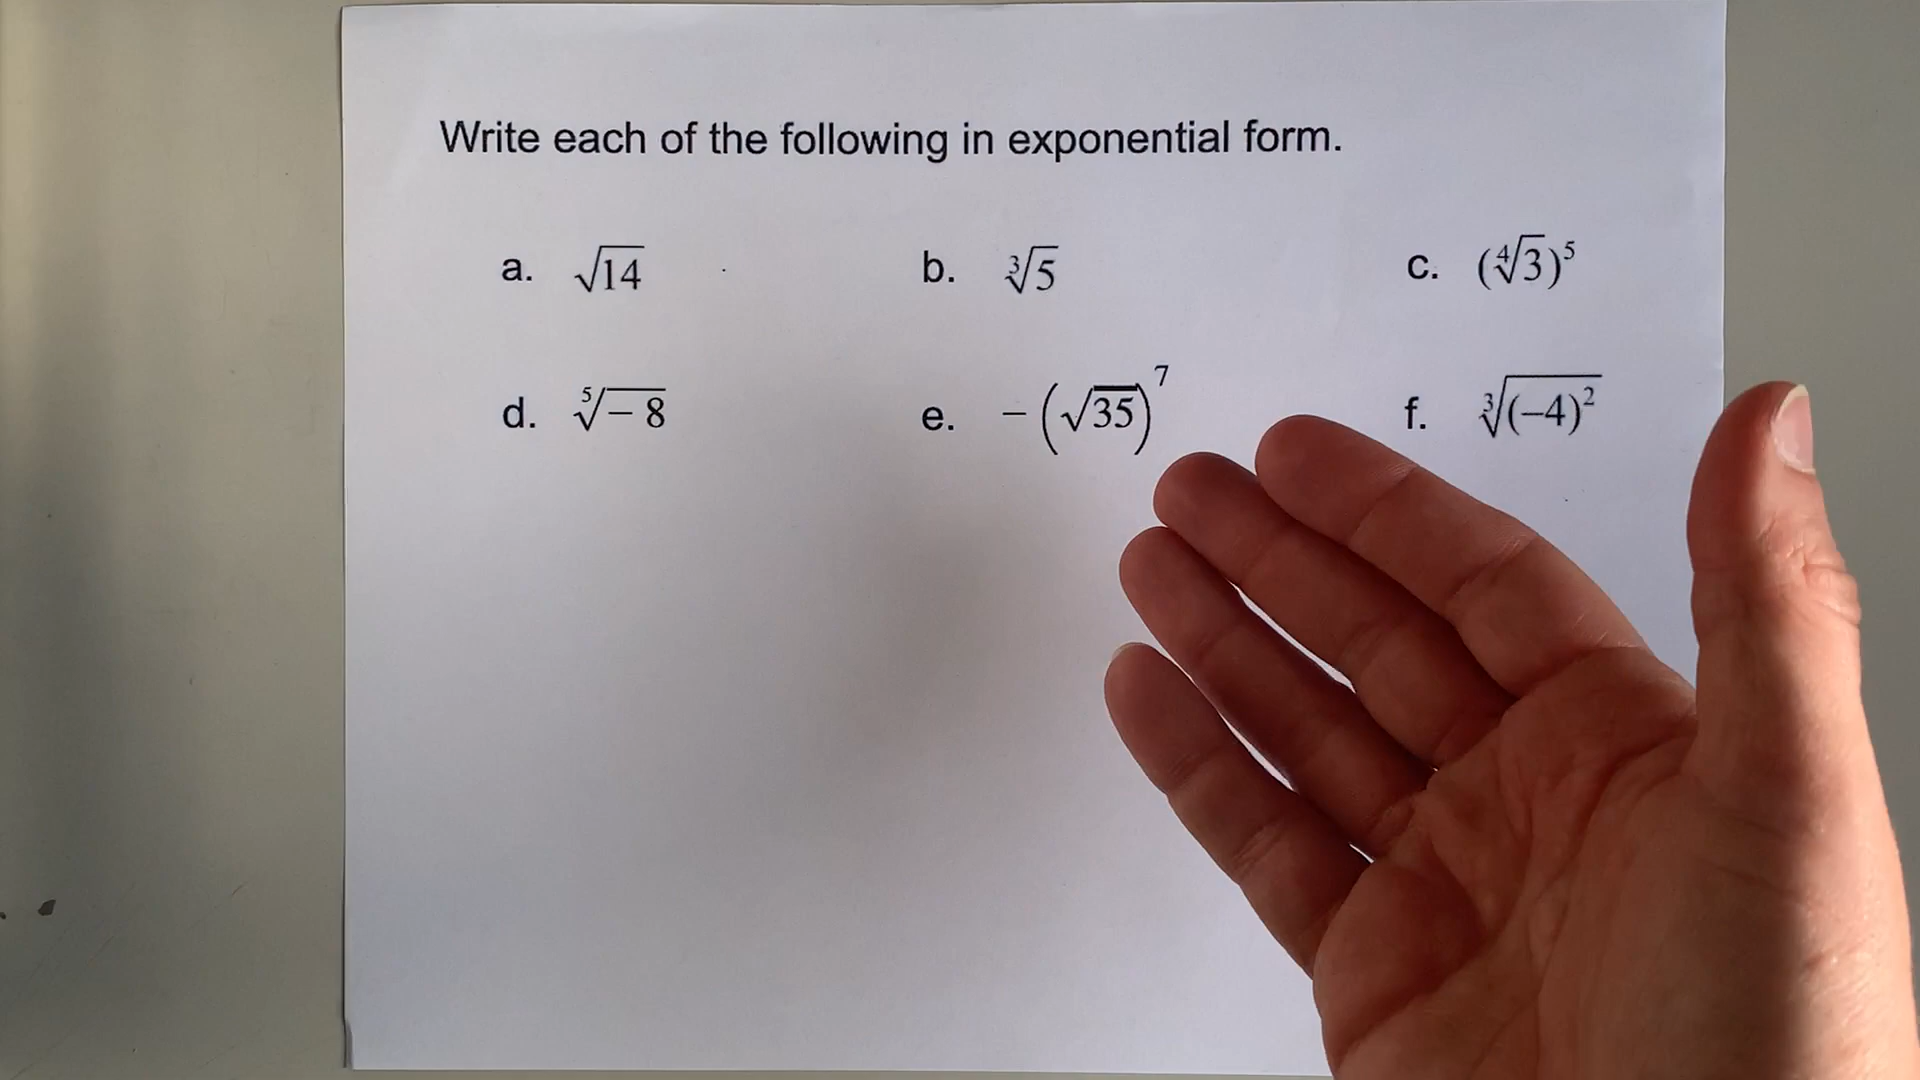 Write each of the following in exponential form.
a. √14 b. ∛5 c. (∜3)⁵
d. ⁵√−8 e. −(√35)⁷ f. ∛(−4)²